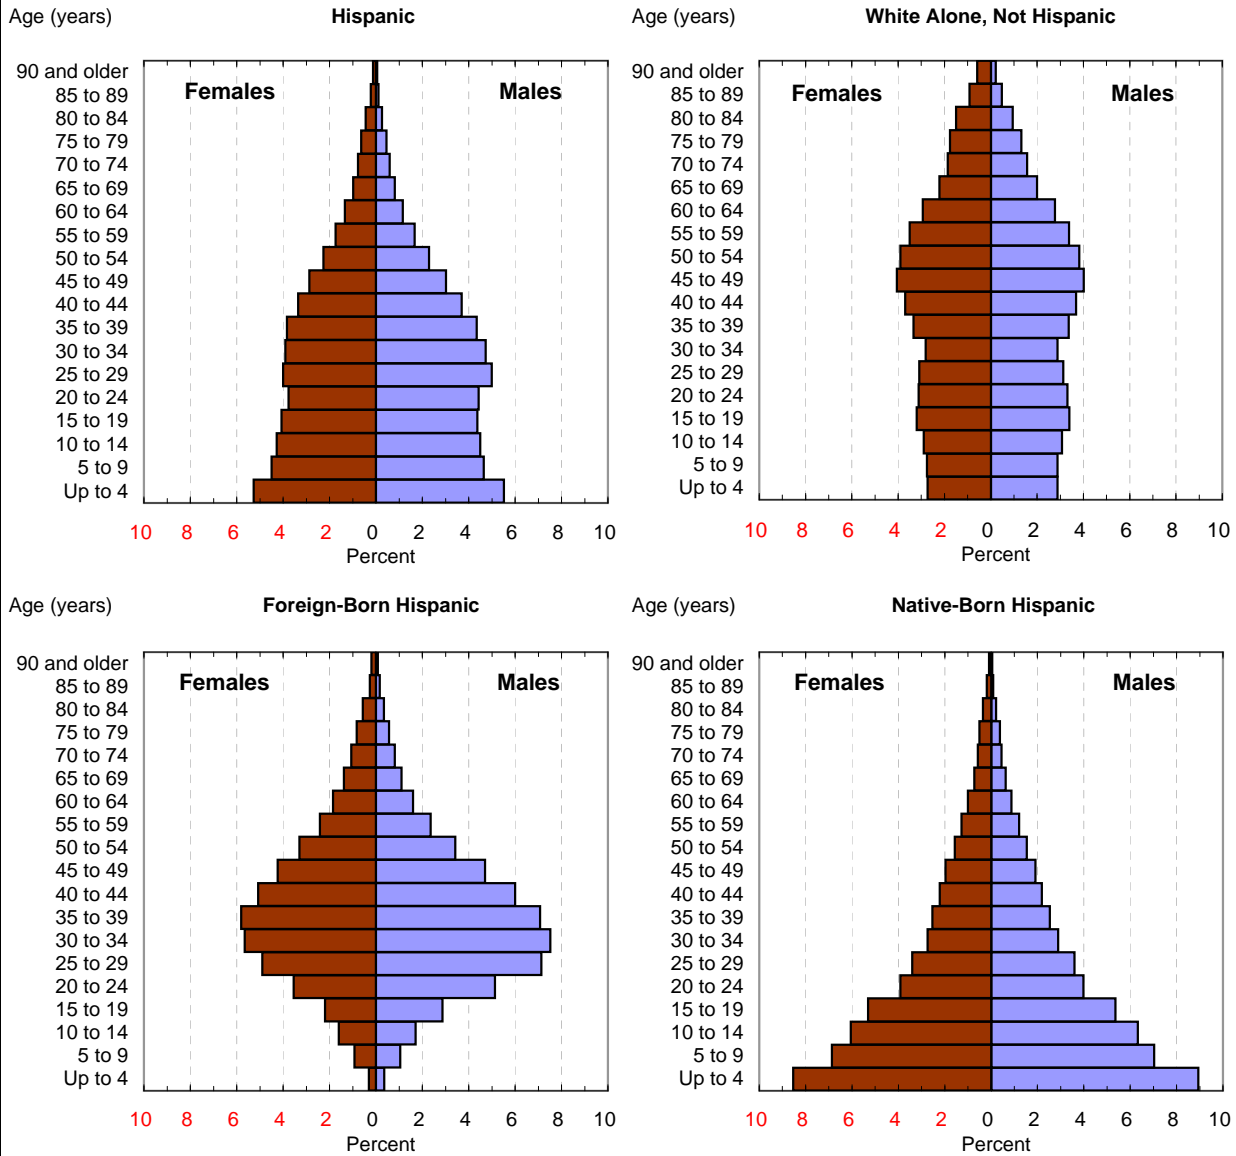 Age (years) Hispanic
90 and older
85 to 89
80 to 84
75 to 79
70 to 74
65 to 69
60 to 64
55 to 59
50 to 54
45 to 49
40 to 44
35 to 39
30 to 34
25 to 29
20 to 24
15 to 19
10 to 14
5 to 9
Up to 4
Females Males
10 8 6 4 2 0 2 4 6 8 10
Percent
Age (years) White Alone, Not Hispanic
90 and older
85 to 89
80 to 84
75 to 79
70 to 74
65 to 69
60 to 64
55 to 59
50 to 54
45 to 49
40 to 44
35 to 39
30 to 34
25 to 29
20 to 24
15 to 19
10 to 14
5 to 9
Up to 4
Females Males
10 8 6 4 2 0 2 4 6 8 10
Percent
Age (years) Foreign-Born Hispanic
90 and older
85 to 89
80 to 84
75 to 79
70 to 74
65 to 69
60 to 64
55 to 59
50 to 54
45 to 49
40 to 44
35 to 39
30 to 34
25 to 29
20 to 24
15 to 19
10 to 14
5 to 9
Up to 4
Females Males
10 8 6 4 2 0 2 4 6 8 10
Percent
Age (years) Native-Born Hispanic
90 and older
85 to 89
80 to 84
75 to 79
70 to 74
65 to 69
60 to 64
55 to 59
50 to 54
45 to 49
40 to 44
35 to 39
30 to 34
25 to 29
20 to 24
15 to 19
10 to 14
5 to 9
Up to 4
Females Males
10 8 6 4 2 0 2 4 6 8 10
Percent